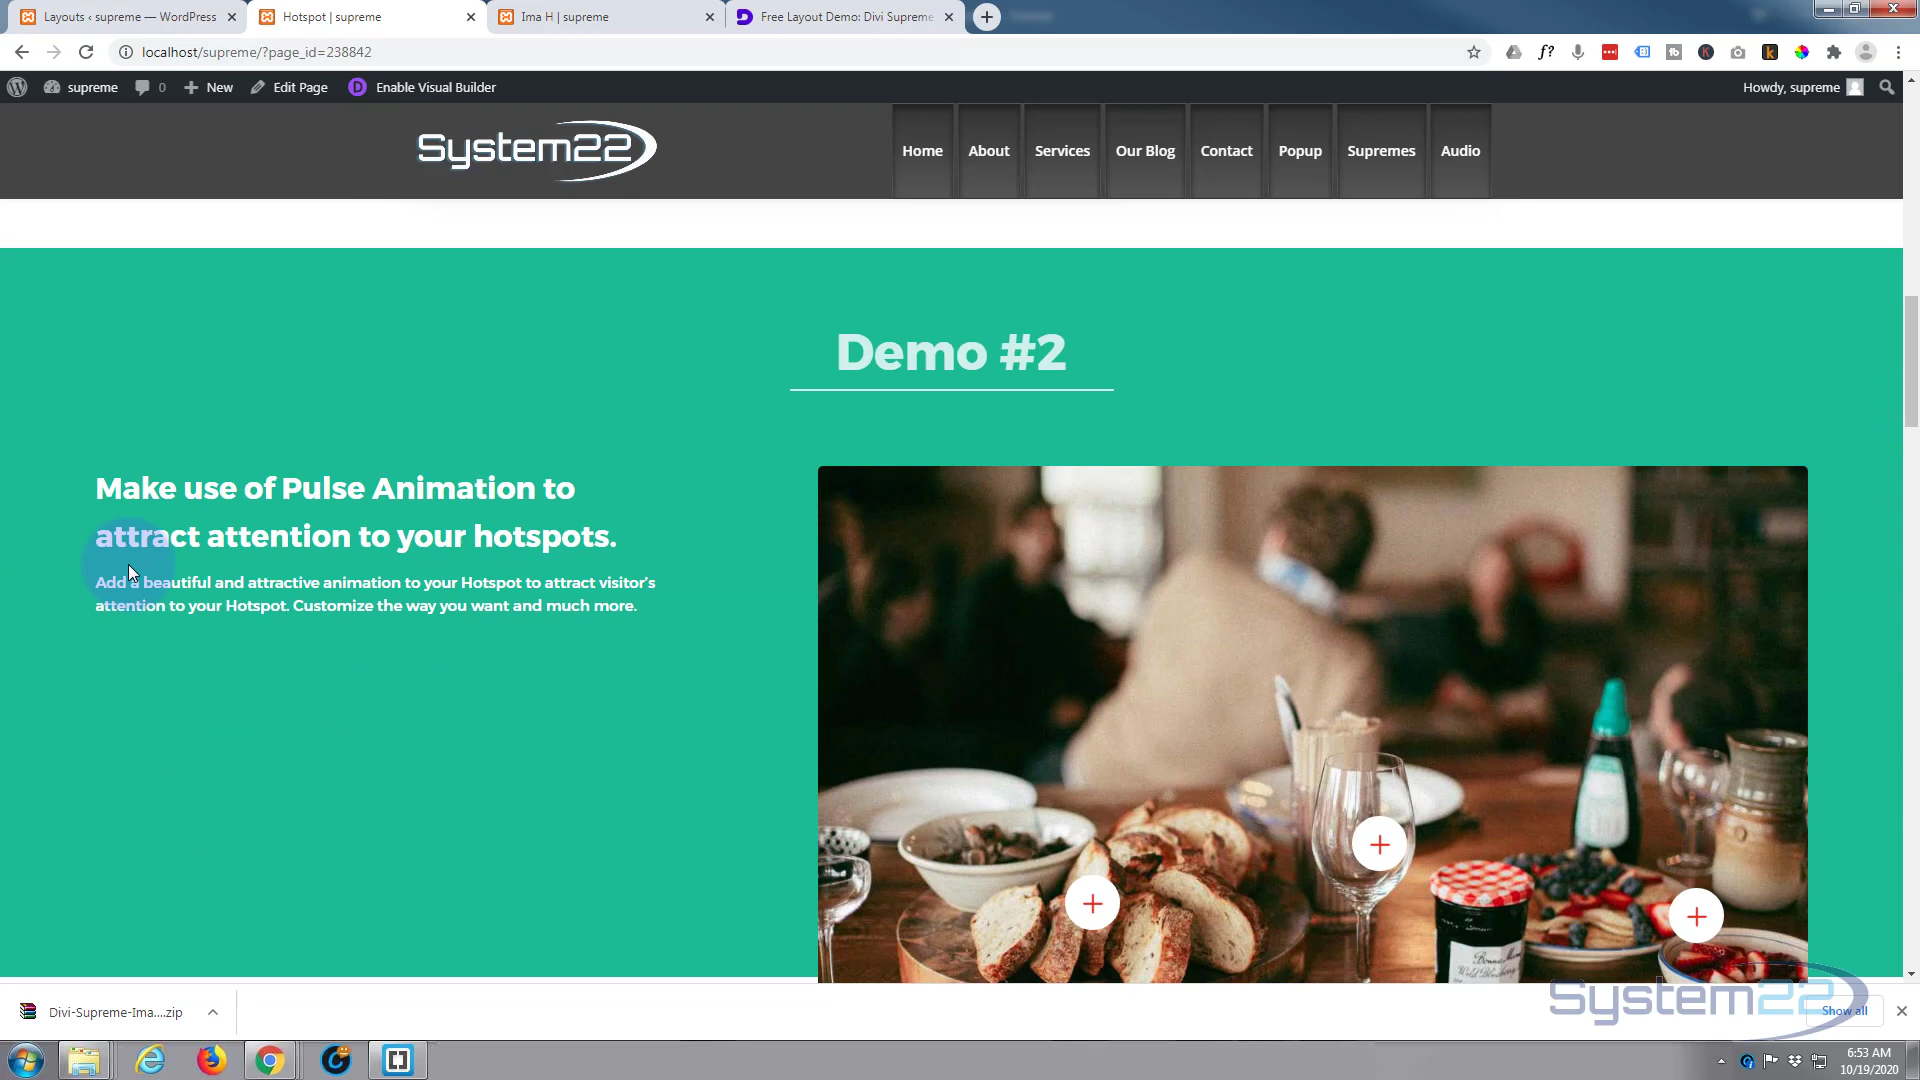 Layouts ‹ supreme — WordPress
Hotspot | supreme
Ima H | supreme
Free Layout Demo: Divi Supreme
localhost/supreme/?page_id=238842
supreme
0
New
Edit Page
D
Enable Visual Builder
Howdy, supreme
System22
Home
About
Services
Our Blog
Contact
Popup
Supremes
Audio
Demo #2
Make use of Pulse Animation to
attract attention to your hotspots.
Add a beautiful and attractive animation to your Hotspot to attract visitor's
attention to your Hotspot. Customize the way you want and much more.
Divi-Supreme-Ima....zip
System22
Show all
6:53 AM
10/19/2020